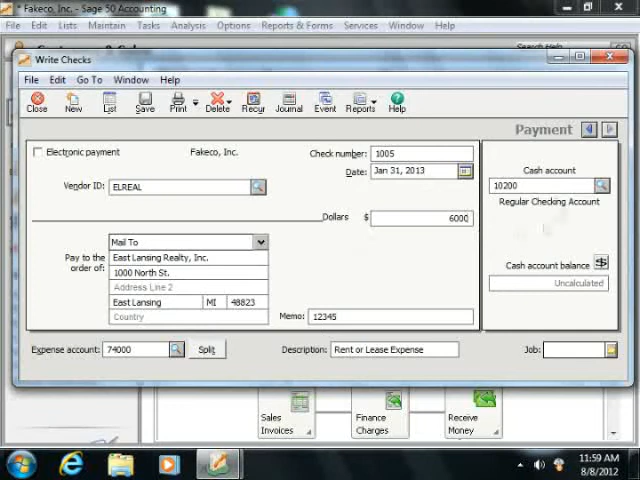 * Fakeco, Inc. - Sage 50 Accounting
File Edit Lists Maintain Tasks Analysis Options Reports & Forms Services Window Help
Write Checks
File Edit Go To Window Help
Close New List Save Print Delete Recur Journal Event Reports Help
Payment
Electronic payment
Fakeco, Inc.
Check number: 1005
Date: Jan 31, 2013
Vendor ID: ELREAL
Dollars $ 6000
Cash account
10200
Regular Checking Account
Cash account balance
Uncalculated
Mail To
Pay to the order of:
East Lansing Realty, Inc.
1000 North St.
Address Line 2
East Lansing MI 48823
Country
Memo: 12345
Expense account: 74000
Split
Description: Rent or Lease Expense
Job:
Sales Invoices
Finance Charges
Receive Money
11:59 AM
8/8/2012